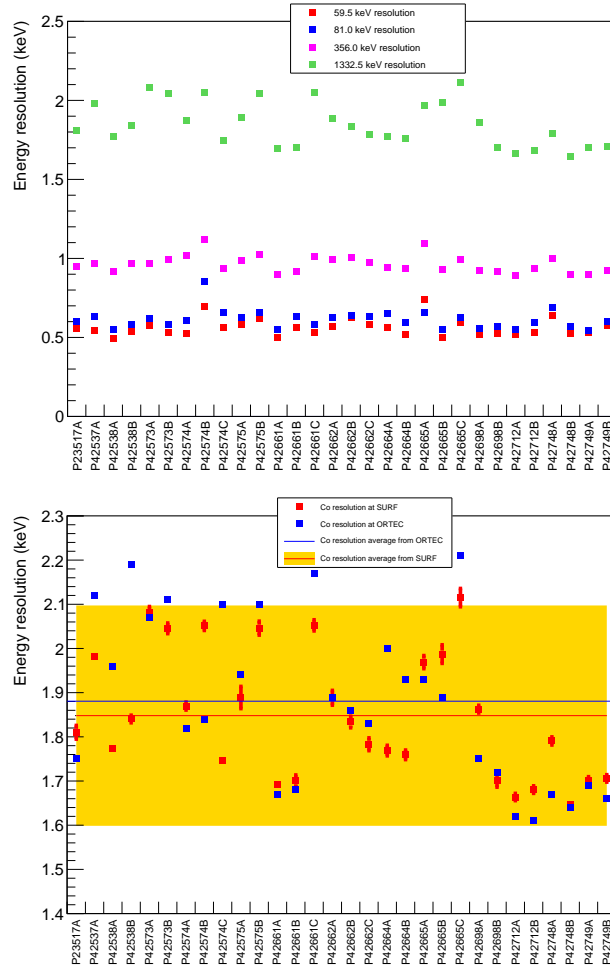 59.5 keV resolution
81.0 keV resolution
356.0 keV resolution
1332.5 keV resolution
Energy resolution (keV)
2.5
2
1.5
1
0.5
0
P23517A P42537A P42538A P42538B P42573A P42573B P42574A P42574B P42574C P42575A P42575B P42661A P42661B P42661C P42662A P42662B P42662C P42664A P42664B P42665A P42665B P42665C P42698A P42698B P42712A P42712B P42748A P42748B P42749A P42749B
Co resolution at SURF
Co resolution at ORTEC
Co resolution average from ORTEC
Co resolution average from SURF
Energy resolution (keV)
2.3
2.2
2.1
2
1.9
1.8
1.7
1.6
1.5
1.4
P23517A P42537A P42538A P42538B P42573A P42573B P42574A P42574B P42574C P42575A P42575B P42661A P42661B P42661C P42662A P42662B P42662C P42664A P42664B P42665A P42665B P42665C P42698A P42698B P42712A P42712B P42748A P42748B P42749A P42749B